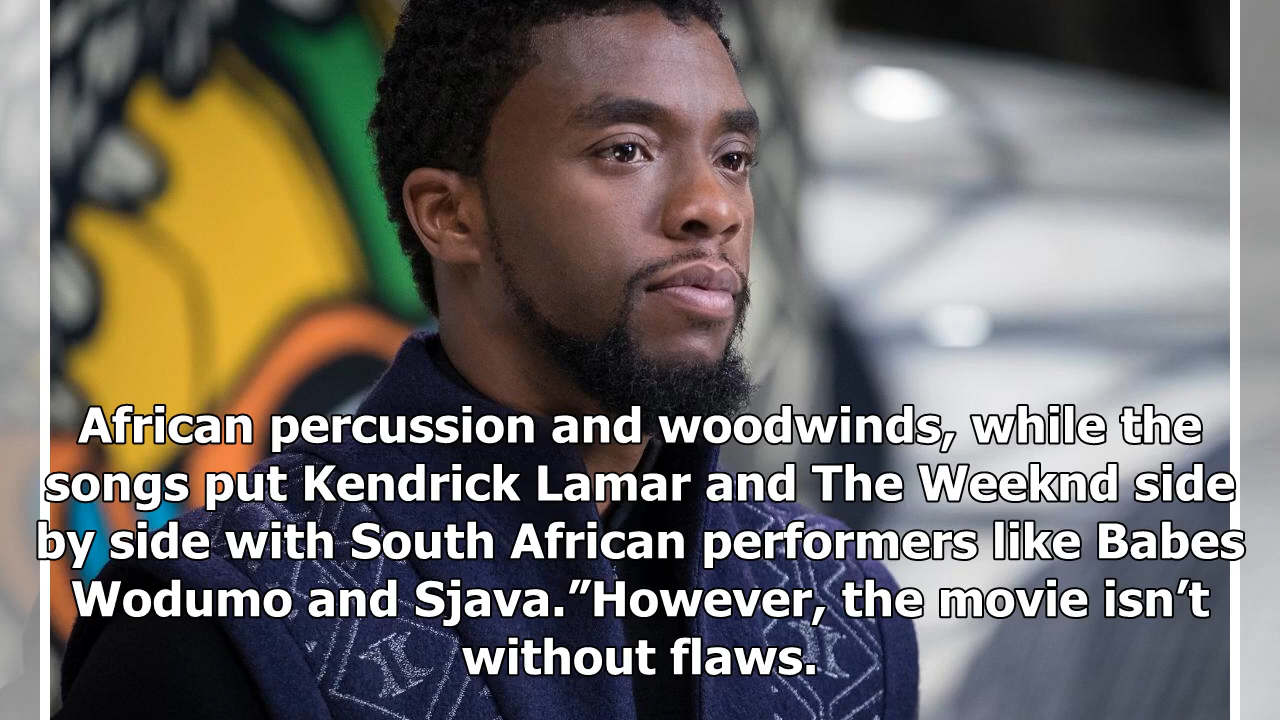 African percussion and woodwinds, while the
songs put Kendrick Lamar and The Weeknd side
by side with South African performers like Babes
Wodumo and Sjava.”However, the movie isn’t
without flaws.